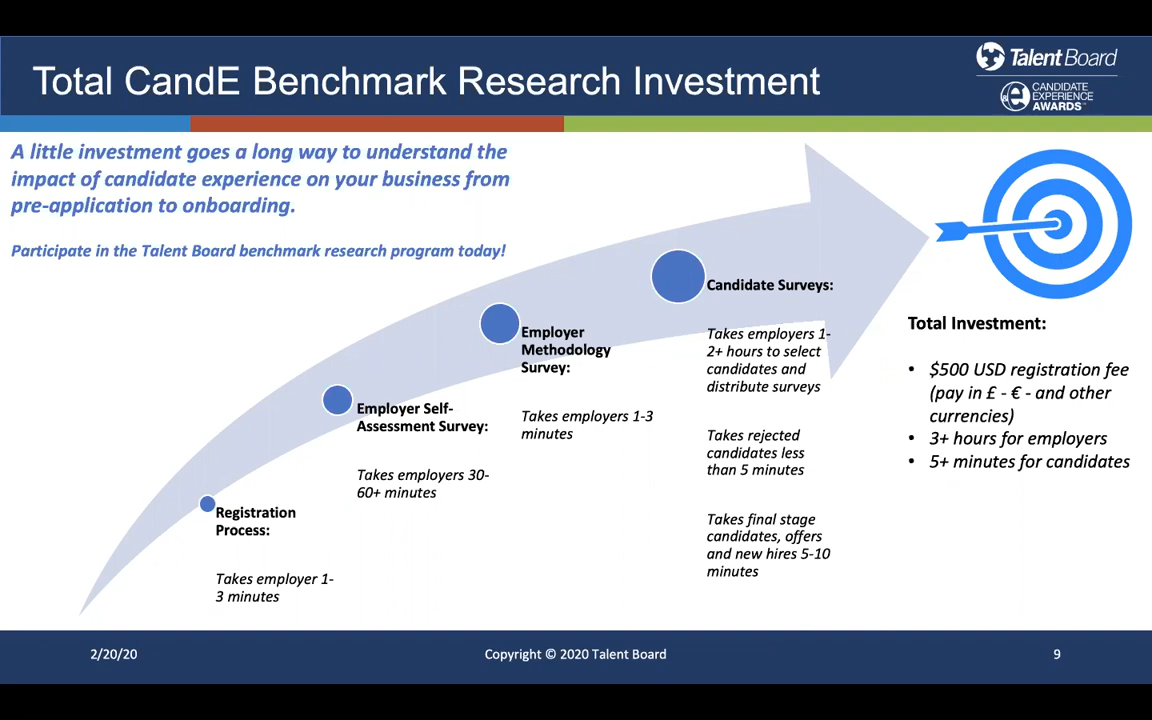 Total CandE Benchmark Research Investment
TalentBoard
CANDIDATE
EXPERIENCE
AWARDS™
A little investment goes a long way to understand the
impact of candidate experience on your business from
pre-application to onboarding.
Participate in the Talent Board benchmark research program today!
Registration
Process:
Takes employer 1-
3 minutes
Employer Self-
Assessment Survey:
Takes employers 30-
60+ minutes
Employer
Methodology
Survey:
Takes employers 1-3
minutes
Candidate Surveys:
Takes employers 1-
2+ hours to select
candidates and
distribute surveys
Takes rejected
candidates less
than 5 minutes
Takes final stage
candidates, offers
and new hires 5-10
minutes
Total Investment:
• $500 USD registration fee
(pay in £ - € - and other
currencies)
• 3+ hours for employers
• 5+ minutes for candidates
2/20/20
Copyright © 2020 Talent Board
9